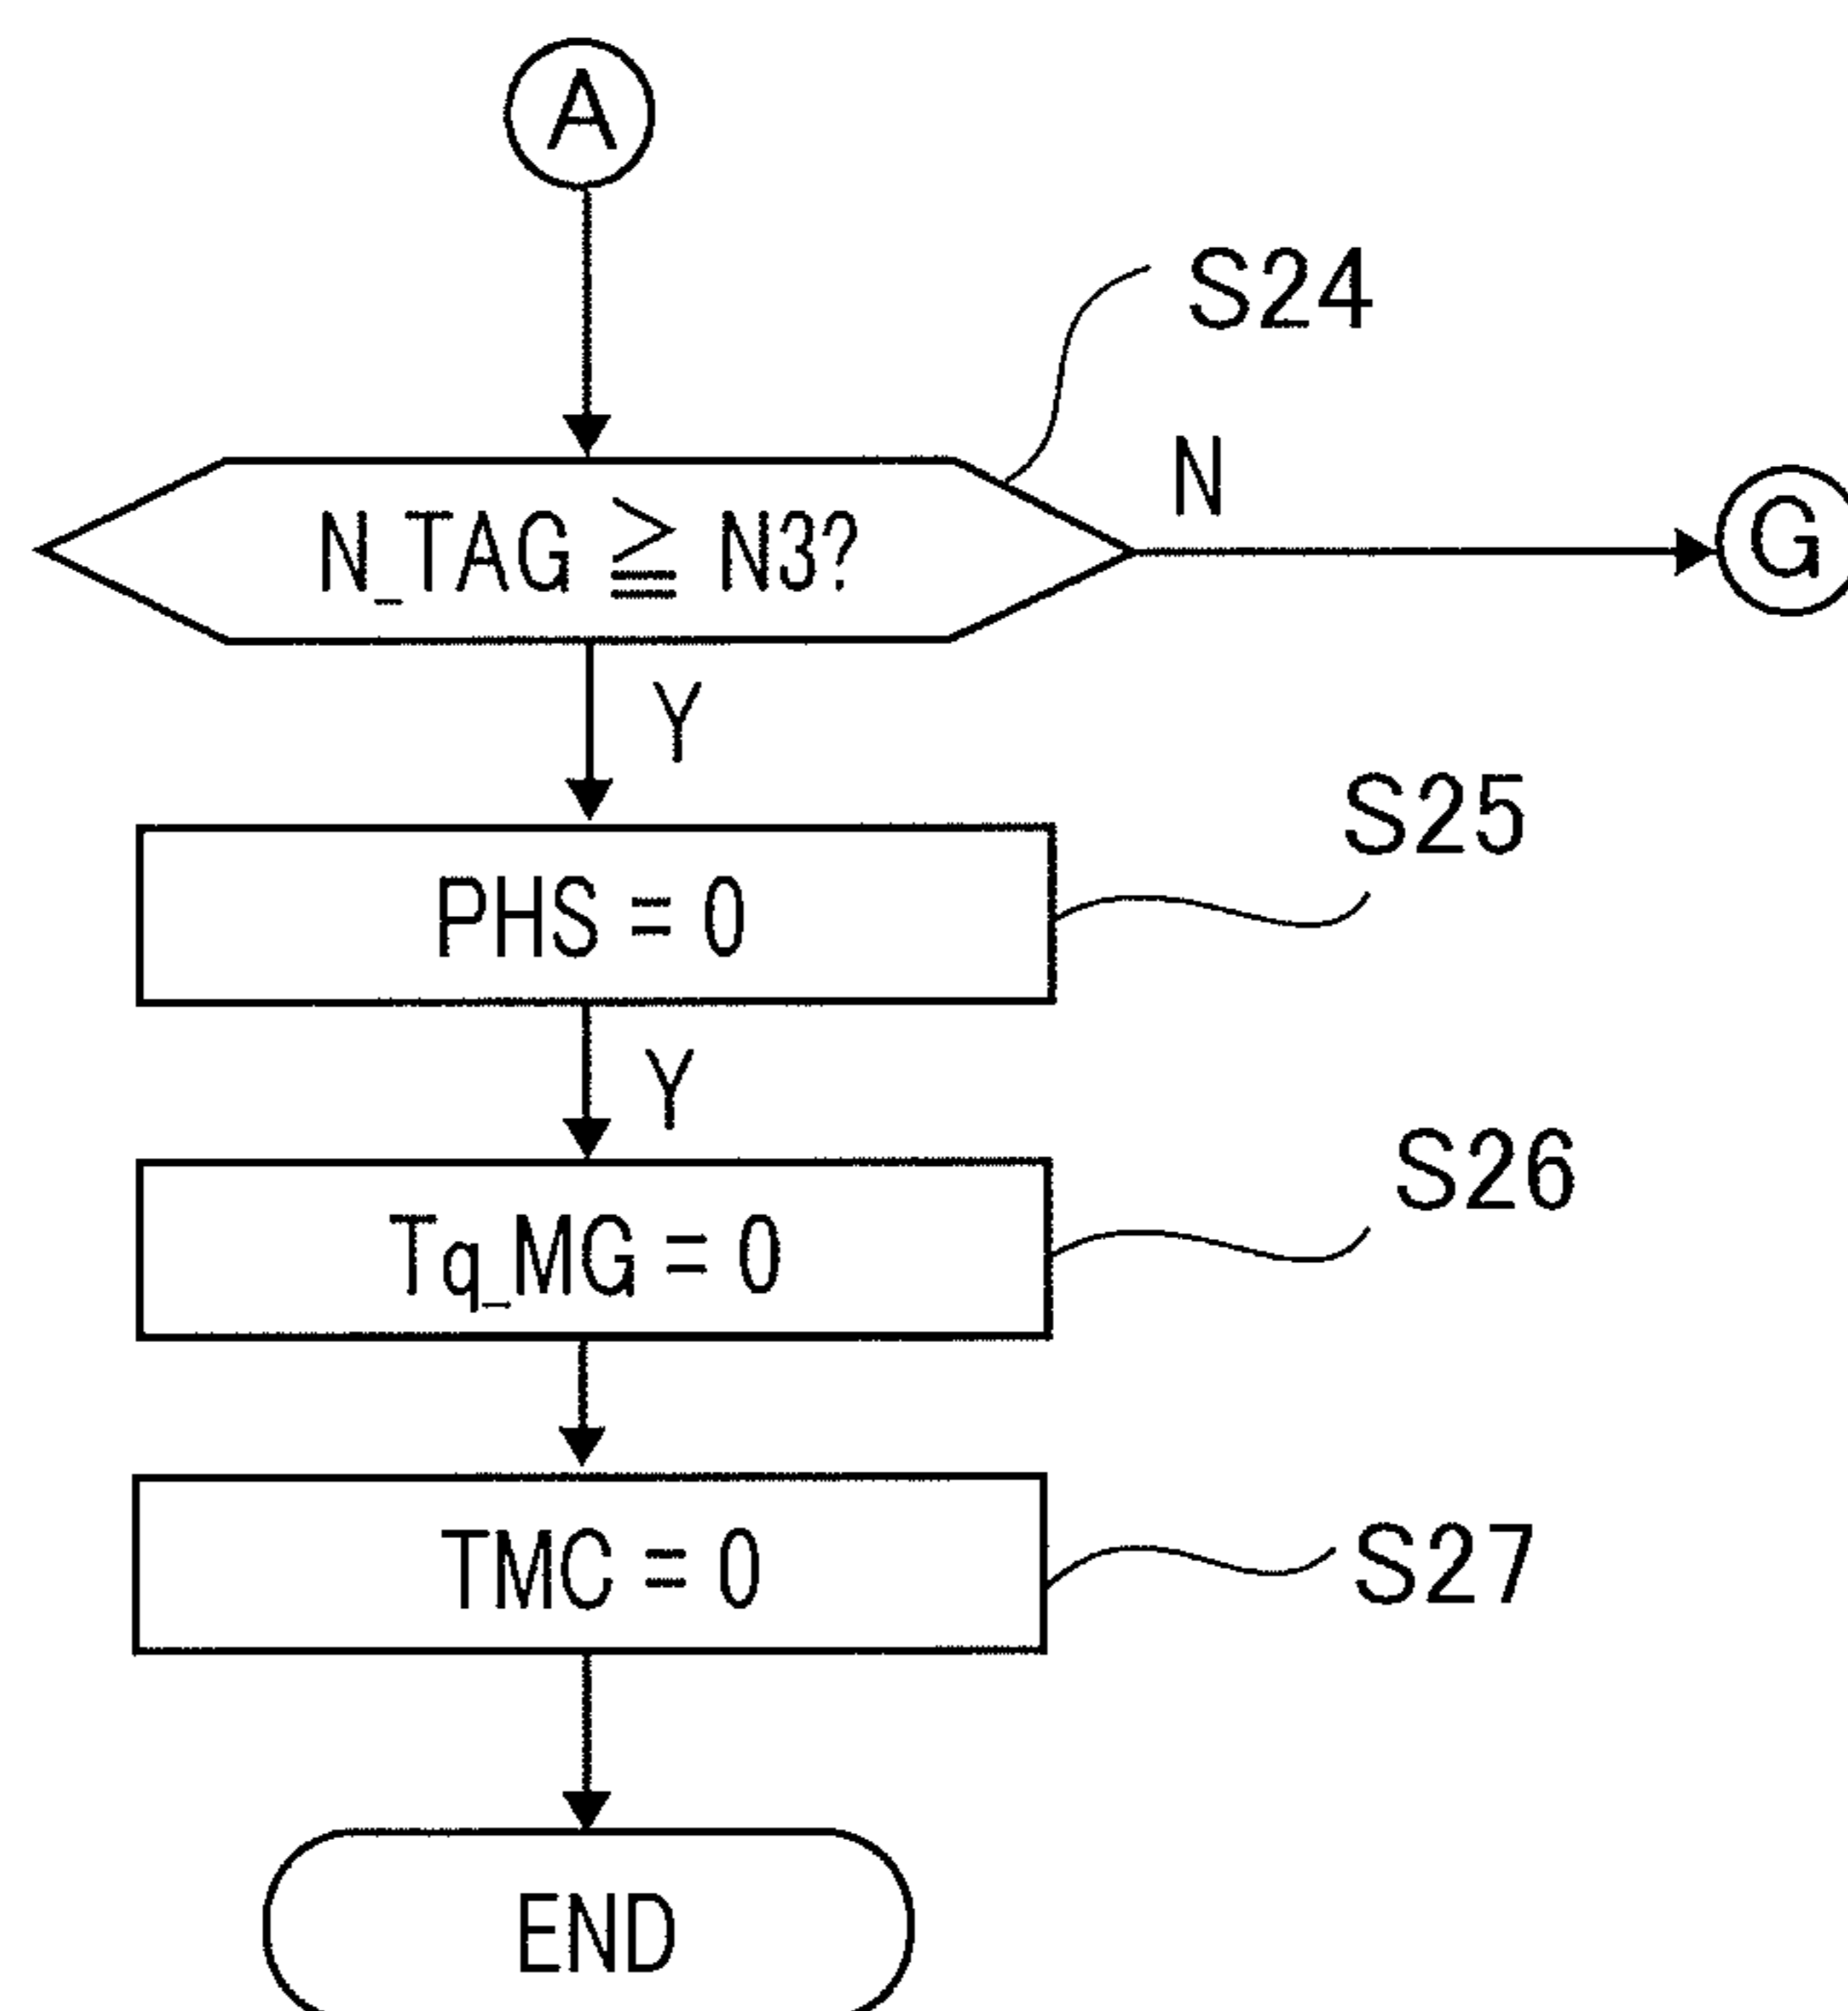 A
S24
N_TAG ≧ N3?
N
G
Y
S25
PHS = 0
Y
S26
Tq_MG = 0
TMC = 0
S27
END